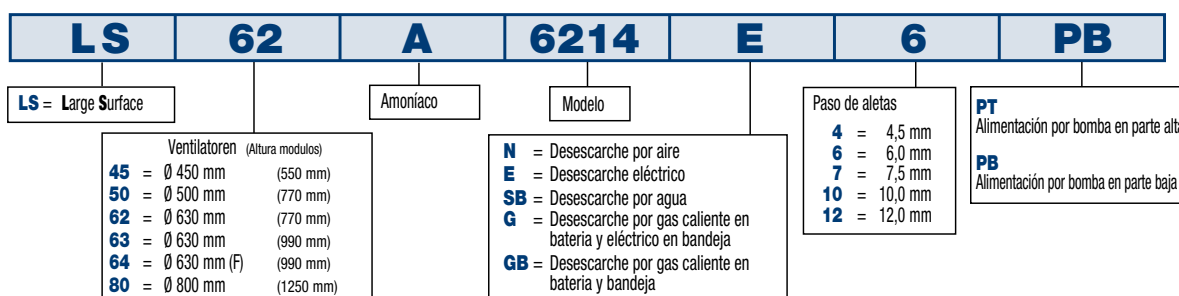 LS 62 A 6214 E 6 PB
LS = Large Surface
Ventilatoren (Altura modulos)
45 = Ø 450 mm (550 mm)
50 = Ø 500 mm (770 mm)
62 = Ø 630 mm (770 mm)
63 = Ø 630 mm (990 mm)
64 = Ø 630 mm (F) (990 mm)
80 = Ø 800 mm (1250 mm)
Amoníaco
Modelo
N = Desescarche por aire
E = Desescarche eléctrico
SB = Desescarche por agua
G = Desescarche por gas caliente en
bateria y eléctrico en bandeja
GB = Desescarche por gas caliente en
bateria y bandeja
Paso de aletas
4 = 4,5 mm
6 = 6,0 mm
7 = 7,5 mm
10 = 10,0 mm
12 = 12,0 mm
PT
Alimentación por bomba en parte alta
PB
Alimentación por bomba en parte baja